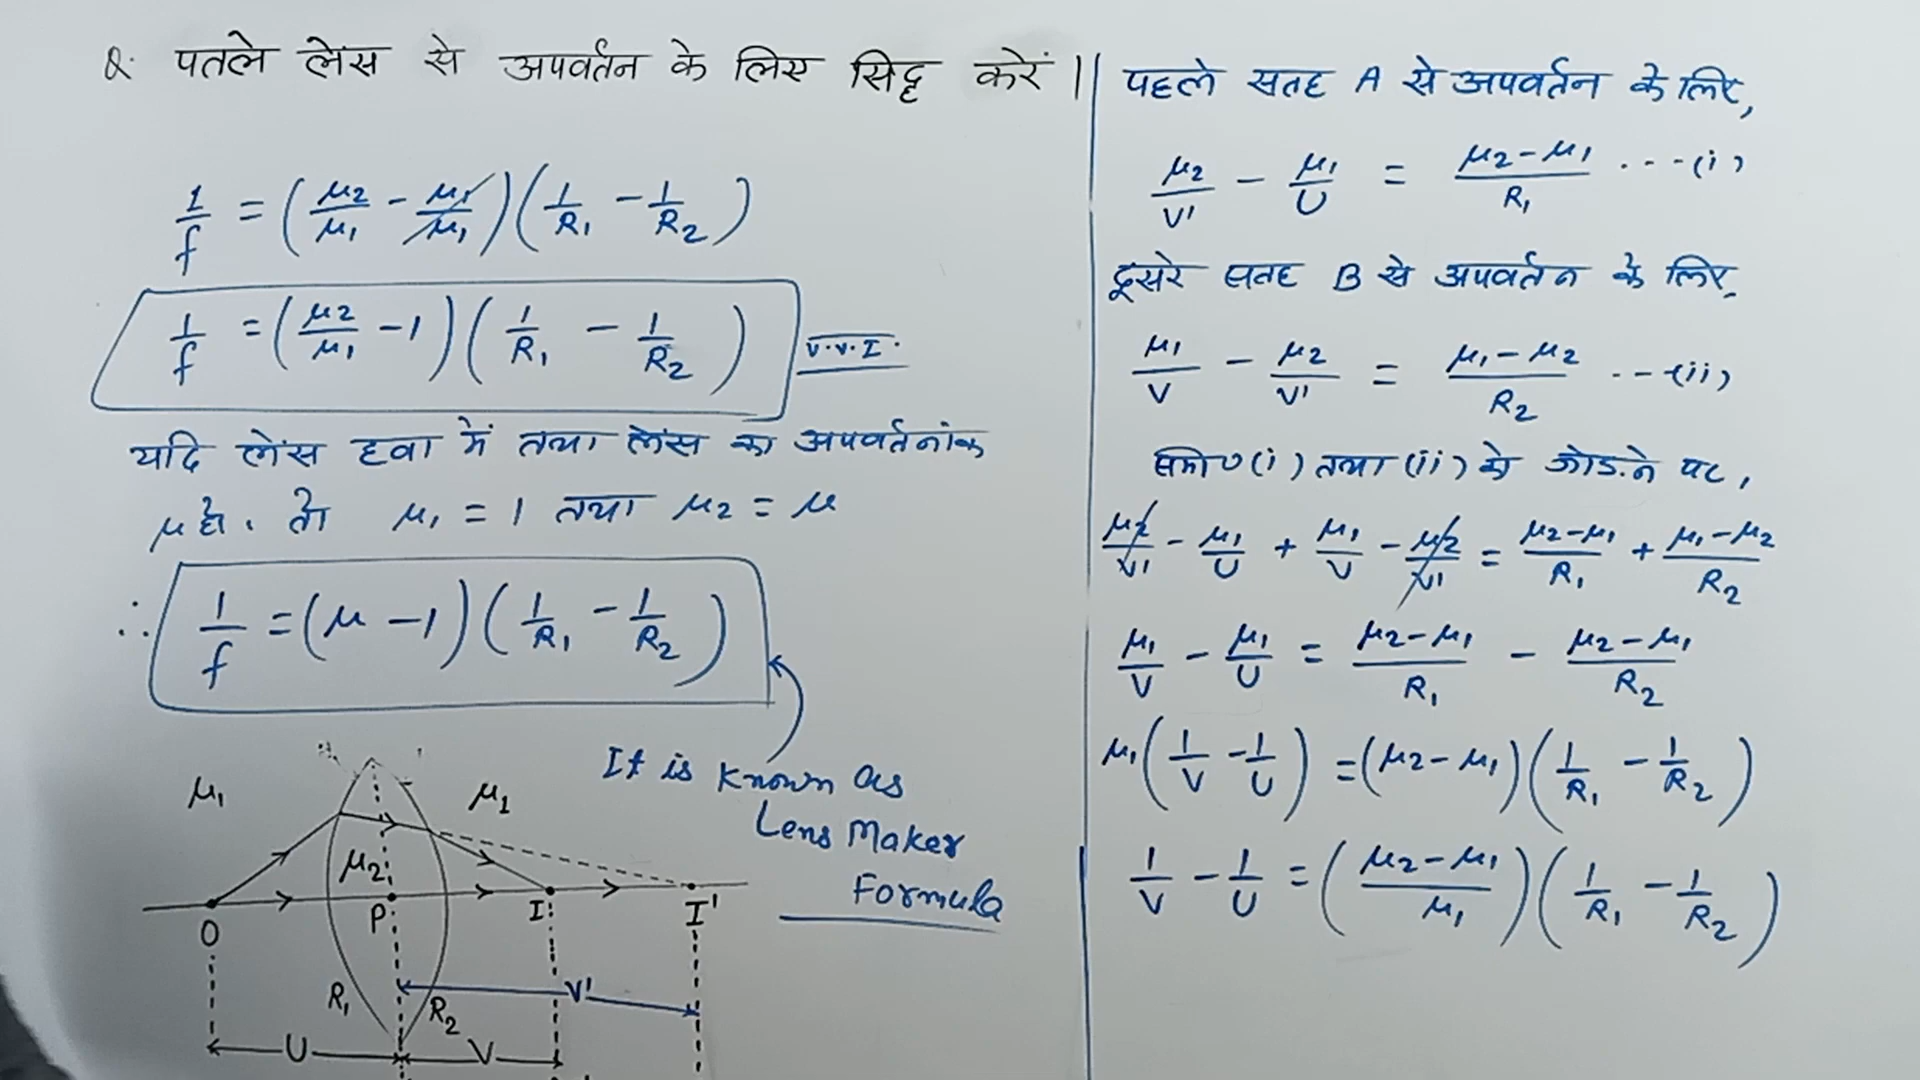 Q. पतले लेंस से अपवर्तन के लिए सिद्ध करें |
1/f = (μ2/μ1 - μ1/μ1)(1/R1 - 1/R2)
1/f = (μ2/μ1 - 1)(1/R1 - 1/R2) V.V.I.
यदि लेंस हवा में तथा लेंस का अपवर्तनांक
μ हो, तो μ1 = 1 तथा μ2 = μ
∴ 1/f = (μ - 1)(1/R1 - 1/R2)
It is known as
Lens Maker
Formula
μ1 μ1
μ2
O P I I'
R1 R2 V'
U V
पहले सतह A से अपवर्तन के लिए,
μ2/V' - μ1/U = μ2-μ1/R1 ---(i)
दूसरे सतह B से अपवर्तन के लिए,
μ1/V - μ2/V' = μ1-μ2/R2 --(ii)
समी० (i) तथा (ii) को जोड़ने पर,
μ2/V' - μ1/U + μ1/V - μ2/V' = μ2-μ1/R1 + μ1-μ2/R2
μ1/V - μ1/U = μ2-μ1/R1 - μ2-μ1/R2
μ1(1/V - 1/U) = (μ2-μ1)(1/R1 - 1/R2)
1/V - 1/U = (μ2-μ1/μ1)(1/R1 - 1/R2)